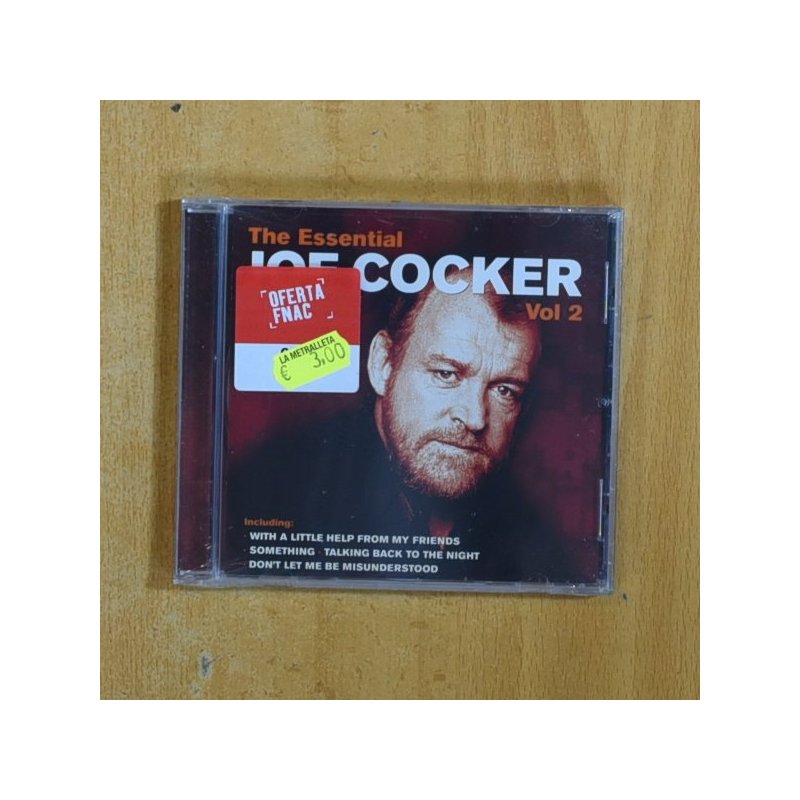 The Essential
JOE COCKER
Vol 2
OFERTA
FNAC
LA METRALLETA
€ 3,00
Including:
WITH A LITTLE HELP FROM MY FRIENDS
SOMETHING · TALKING BACK TO THE NIGHT
DON'T LET ME BE MISUNDERSTOOD